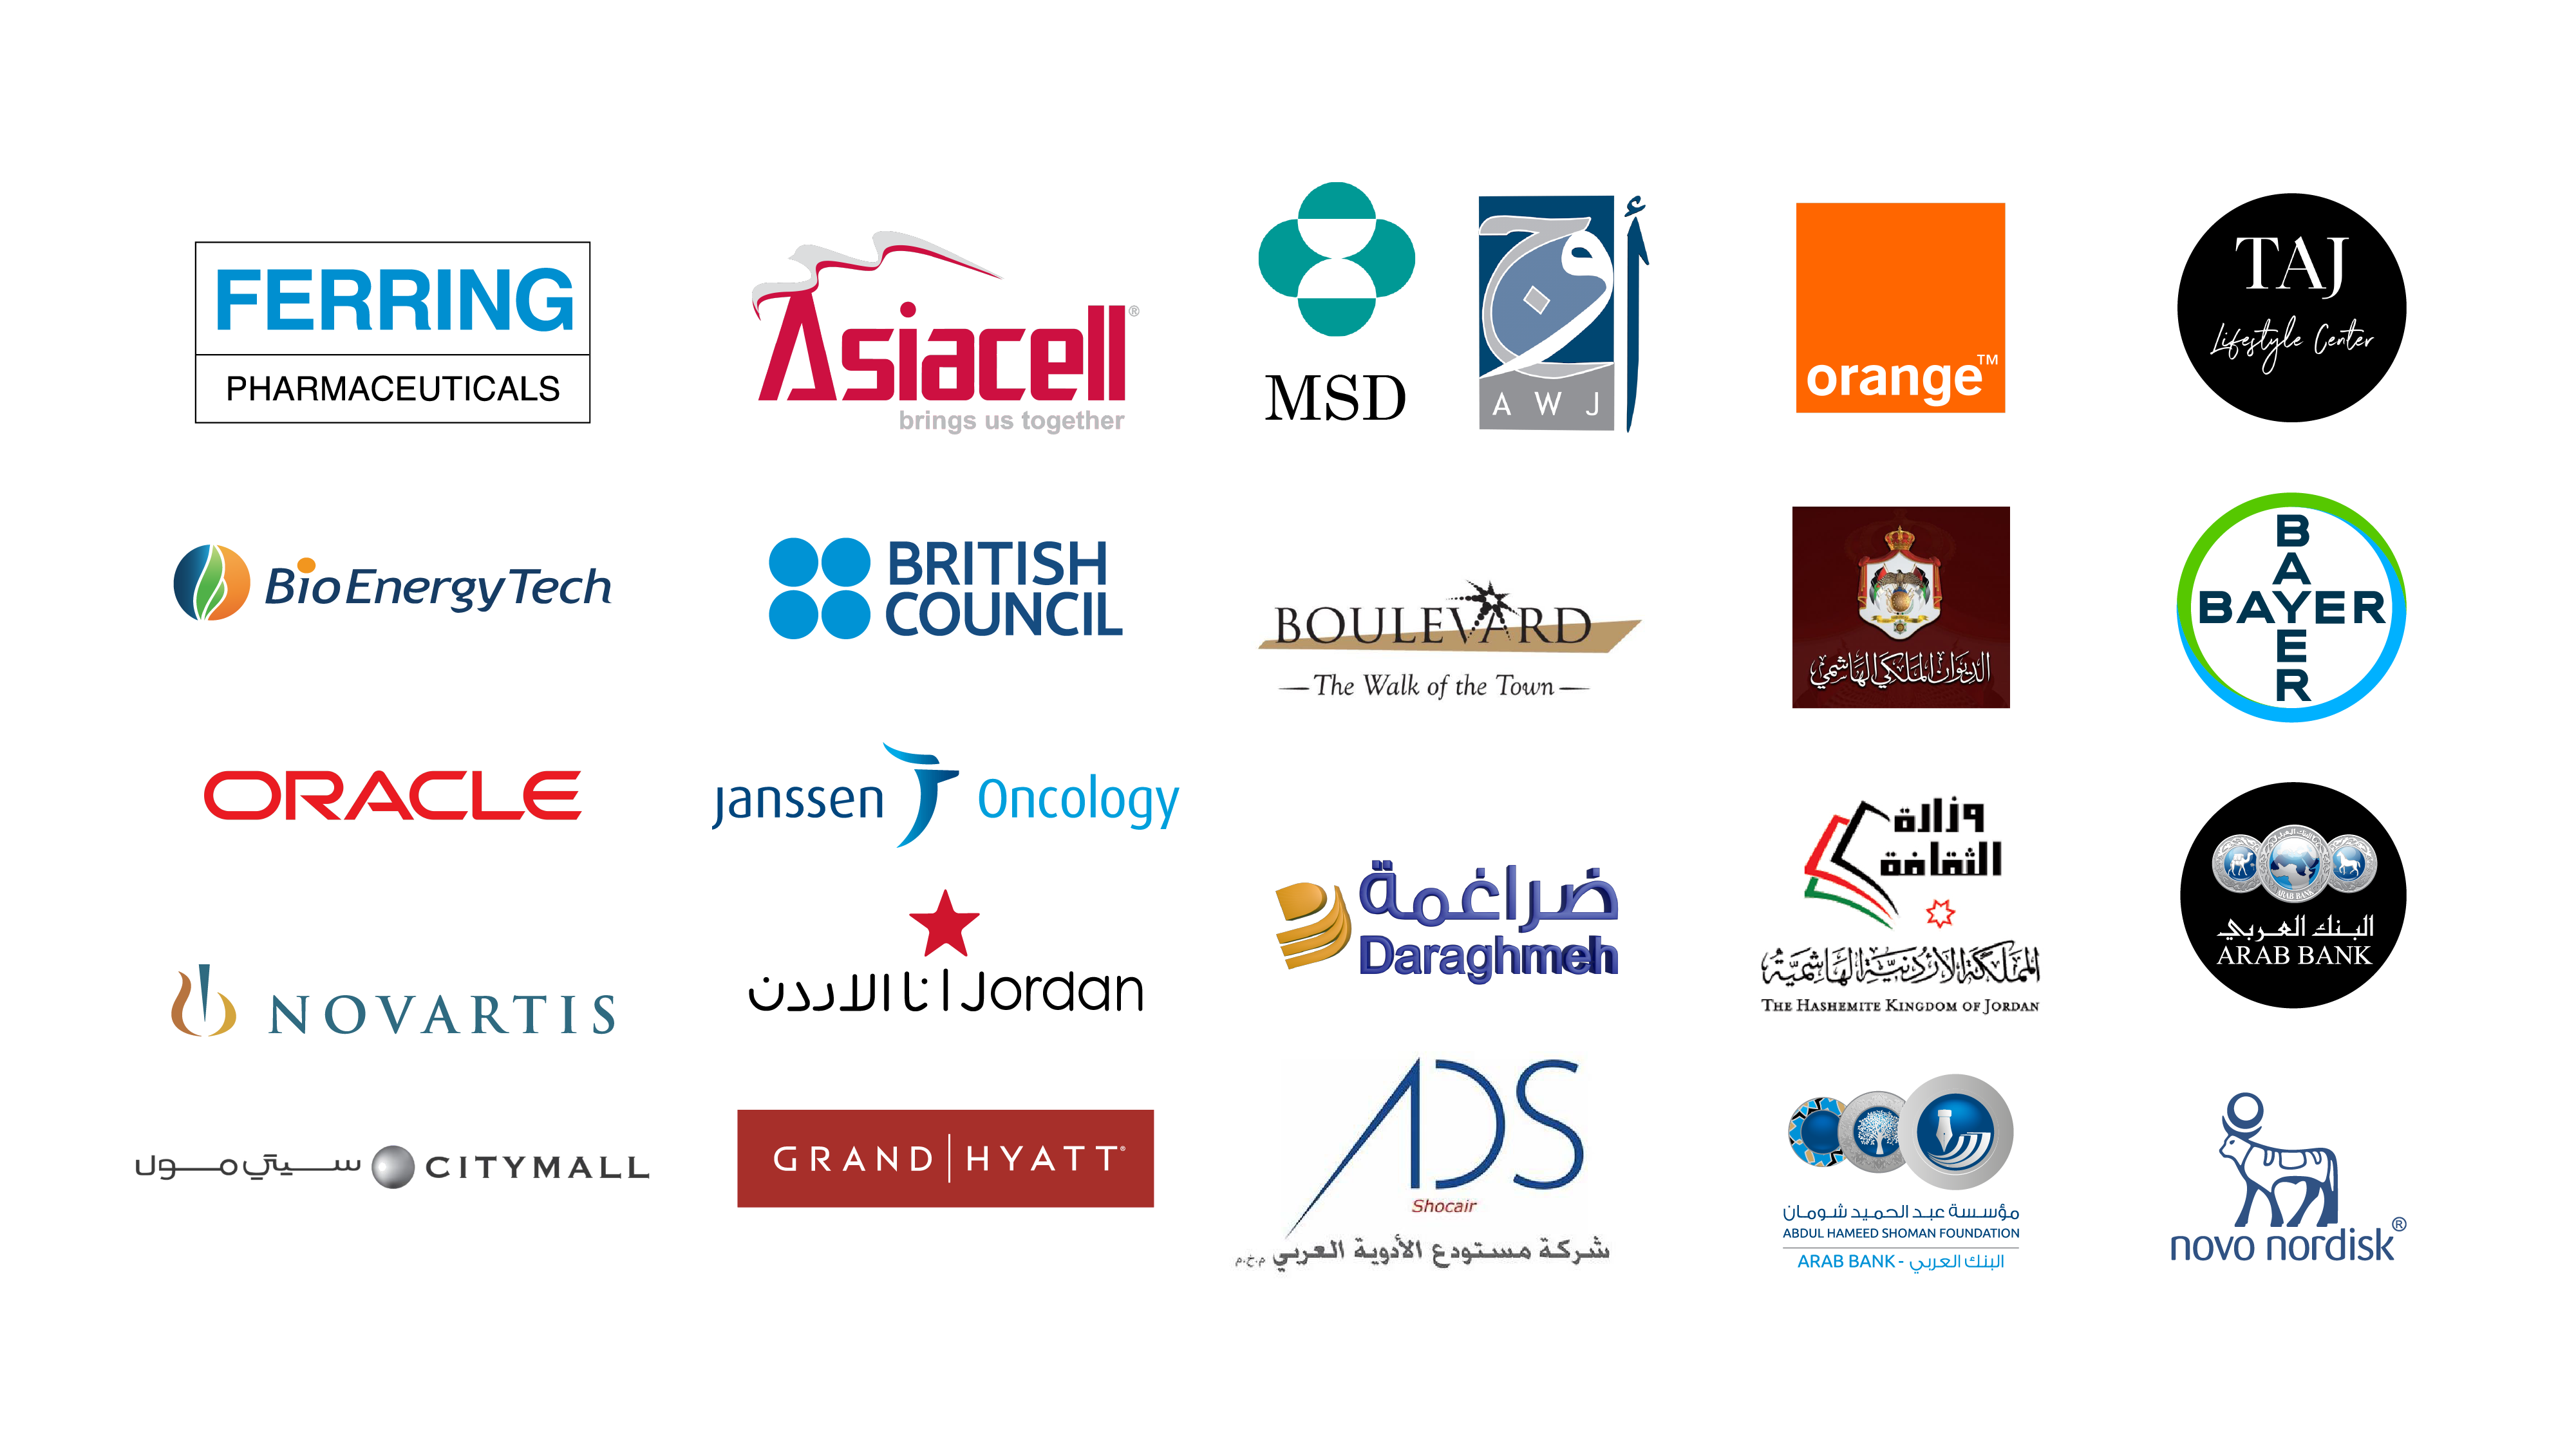 FERRING
PHARMACEUTICALS
Asiacell®
brings us together
MSD
أوج
AWJ
orange™
TAJ
Lifestyle Center
BioEnergyTech
BRITISH
COUNCIL
BOULEVARD
The Walk of the Town
الديوان الملكي الهاشمي
BAYER
BAYER
ORACLE
janssen Oncology
ضراغمة
Daraghmeh
وزارة
الثقافة
المملكة الأردنية الهاشمية
THE HASHEMITE KINGDOM OF JORDAN
البنك العربي
ARAB BANK
NOVARTIS
أنا الاردن Jordan
سيتي مول CITYMALL
GRAND | HYATT®
ADS
Shocair
شركة مستودع الأدوية العربي م.خ.م
مؤسسة عبد الحميد شومان
ABDUL HAMEED SHOMAN FOUNDATION
ARAB BANK - البنك العربي
novo nordisk®